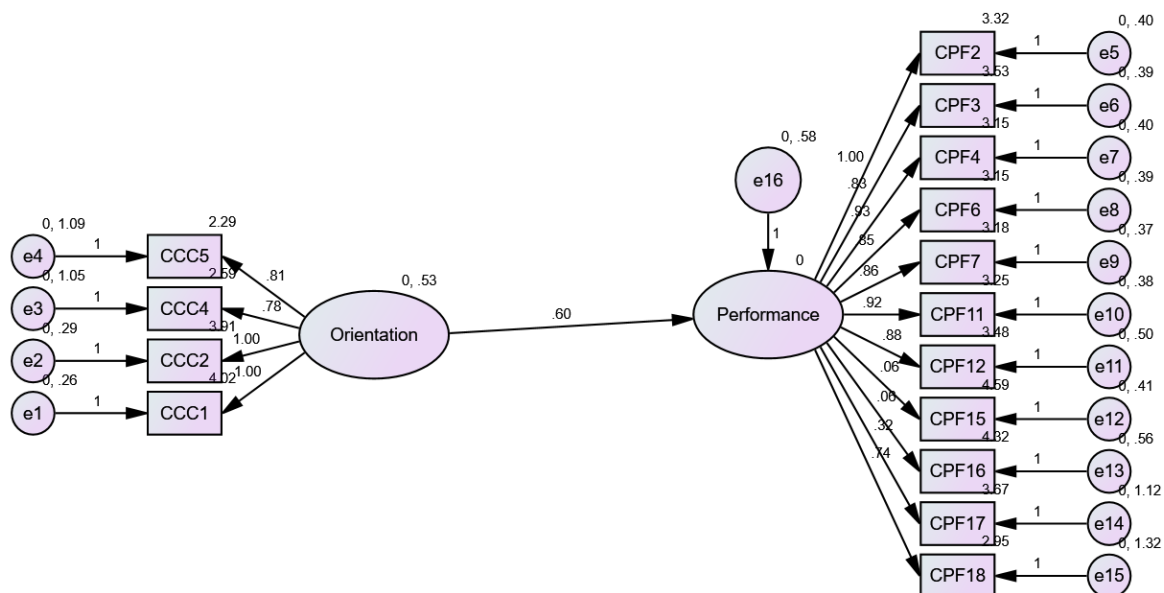 3.32
0, .40
CPF2
1
e5
3.53
0, .39
CPF3
1
e6
3.15
0, .40
CPF4
1
e7
3.15
0, .39
CPF6
1
e8
3.18
0, .37
CPF7
1
e9
3.25
0, .38
CPF11
1
e10
3.48
0, .50
CPF12
1
e11
4.59
0, .41
CPF15
1
e12
4.32
0, .56
CPF16
1
e13
3.67
0, 1.12
CPF17
1
e14
2.95
0, 1.32
CPF18
1
e15
1.00
.83
.93
.85
.86
.92
.88
.06
.06
.32
.74
0, .58
e16
1
0
Performance
.60
0, .53
Orientation
0, 1.09
2.29
e4
1
CCC5
.81
0, 1.05
2.59
e3
1
CCC4
.78
0, .29
3.91
e2
1
CCC2
1.00
0, .26
4.02
e1
1
CCC1
1.00